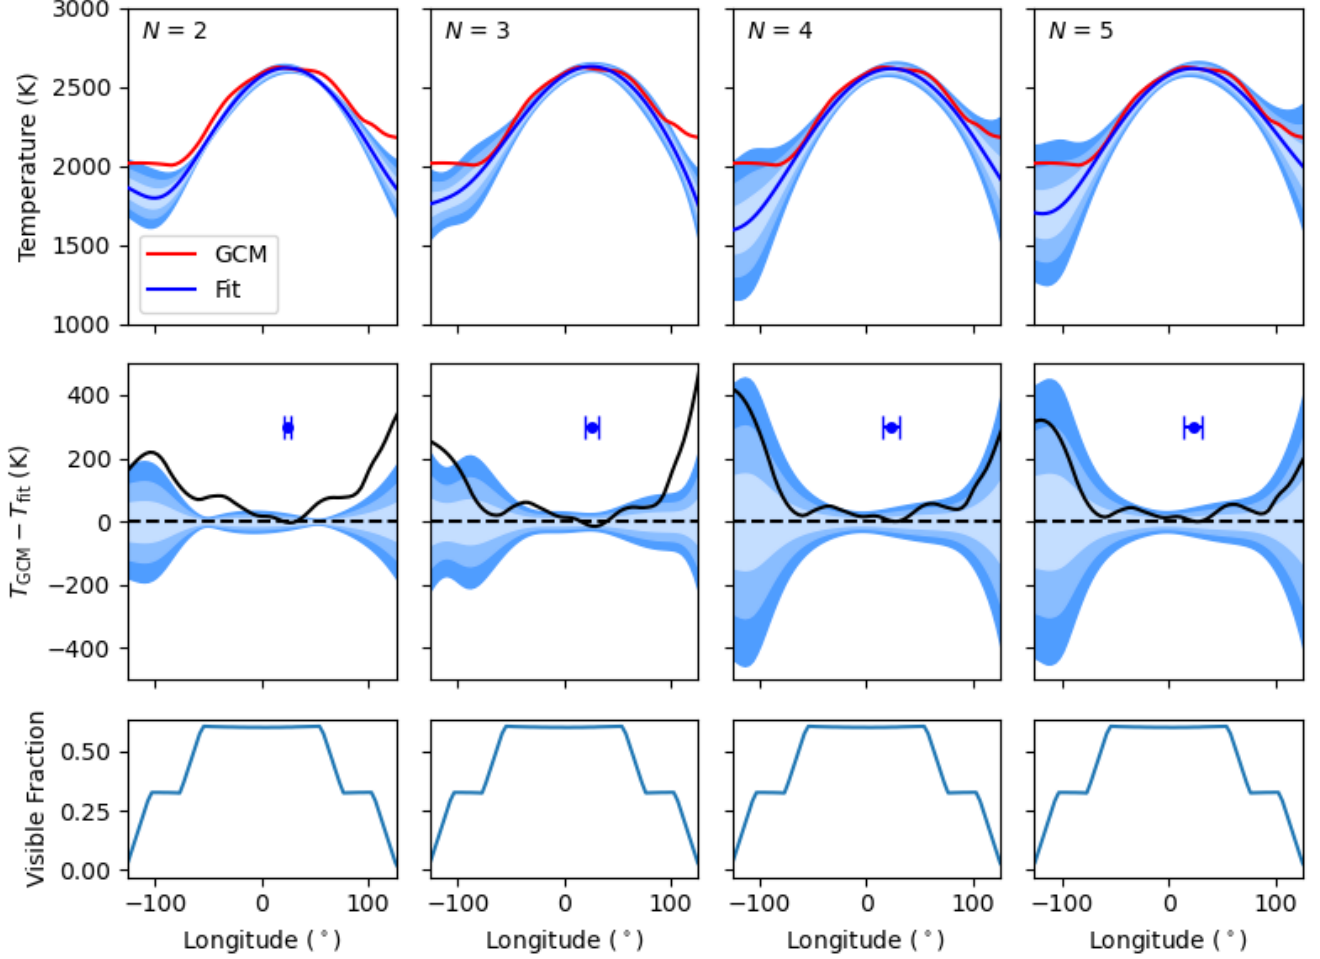 3000
2500
2000
1500
1000
Temperature (K)
N = 2
N = 3
N = 4
N = 5
GCM
Fit
400
200
0
−200
−400
T_GCM − T_fit (K)
0.50
0.25
0.00
Visible Fraction
−100 0 100
−100 0 100
−100 0 100
−100 0 100
Longitude (°)
Longitude (°)
Longitude (°)
Longitude (°)